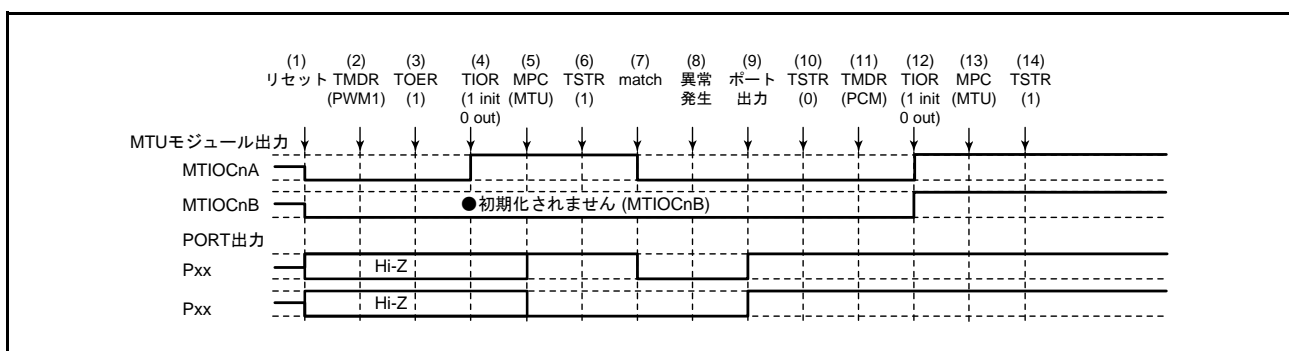 (1) (2) (3) (4) (5) (6) (7) (8) (9) (10) (11) (12) (13) (14)
リセット TMDR TOER TIOR MPC TSTR match 異常 ポート TSTR TMDR TIOR MPC TSTR
(PWM1) (1) (1 init (MTU) (1) 発生 出力 (0) (PCM) (1 init (MTU) (1)
0 out) 0 out)
MTUモジュール出力
MTIOCnA
MTIOCnB ●初期化されません (MTIOCnB)
PORT出力
Pxx Hi-Z
Pxx Hi-Z